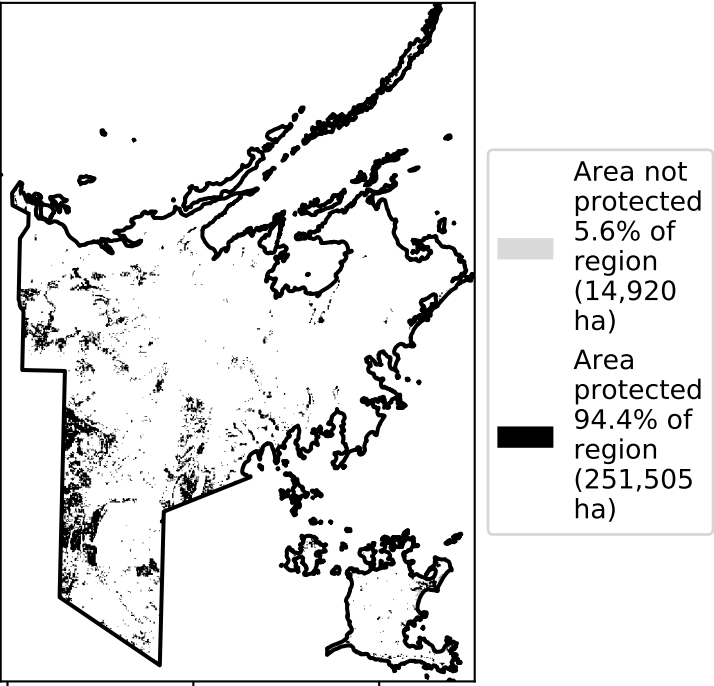 Area not
protected
5.6% of
region
(14,920
ha)
Area
protected
94.4% of
region
(251,505
ha)